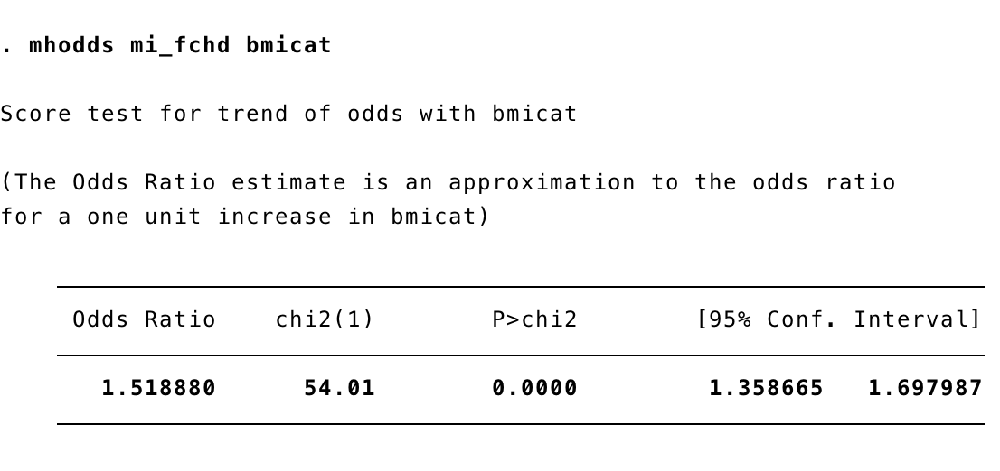 . mhodds mi_fchd bmicat
Score test for trend of odds with bmicat
(The Odds Ratio estimate is an approximation to the odds ratio
for a one unit increase in bmicat)
Odds Ratio    chi2(1)        P>chi2        [95% Conf. Interval]
1.518880      54.01        0.0000         1.358665   1.697987